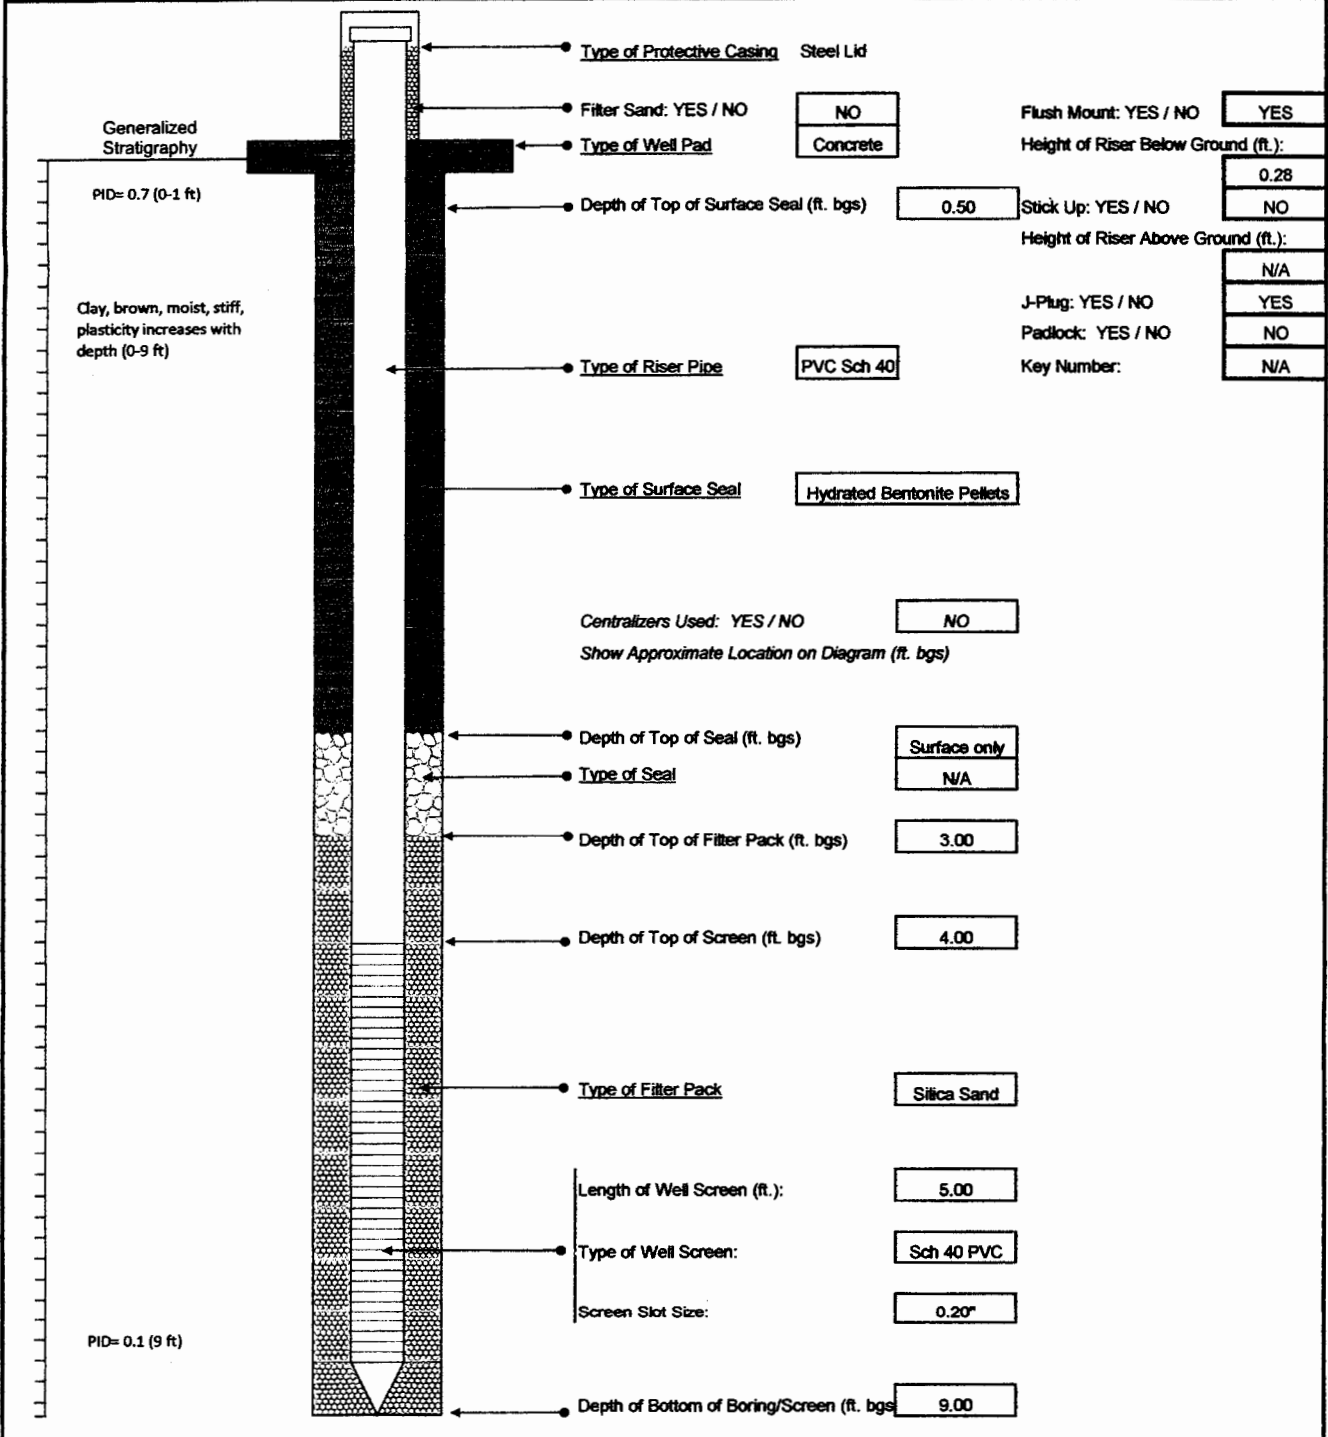 Type of Protective Casing Steel Lid
Filter Sand: YES / NO NO Flush Mount: YES / NO YES
Generalized
Stratigraphy
Type of Well Pad Concrete Height of Riser Below Ground (ft.):
0.28
PID= 0.7 (0-1 ft)
Depth of Top of Surface Seal (ft. bgs) 0.50 Stick Up: YES / NO NO
Height of Riser Above Ground (ft.):
N/A
Clay, brown, moist, stiff,
plasticity increases with
depth (0-9 ft)
J-Plug: YES / NO YES
Padlock: YES / NO NO
Type of Riser Pipe PVC Sch 40 Key Number: N/A
Type of Surface Seal Hydrated Bentonite Pellets
Centralizers Used: YES / NO NO
Show Approximate Location on Diagram (ft. bgs)
Depth of Top of Seal (ft. bgs) Surface only
Type of Seal N/A
Depth of Top of Filter Pack (ft. bgs) 3.00
Depth of Top of Screen (ft. bgs) 4.00
Type of Filter Pack Silica Sand
Length of Well Screen (ft.): 5.00
Type of Well Screen: Sch 40 PVC
Screen Slot Size: 0.20"
PID= 0.1 (9 ft)
Depth of Bottom of Boring/Screen (ft. bgs 9.00